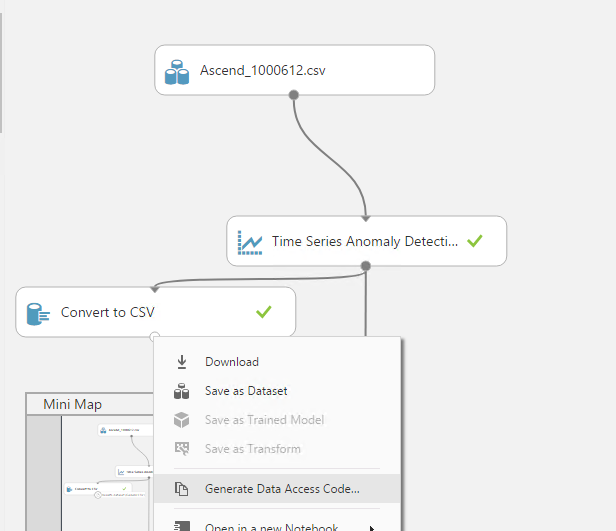 Ascend_1000612.csv
Time Series Anomaly Detecti...
Convert to CSV
Download
Save as Dataset
Save as Trained Model
Save as Transform
Generate Data Access Code...
Open in a new Notebook
Mini Map